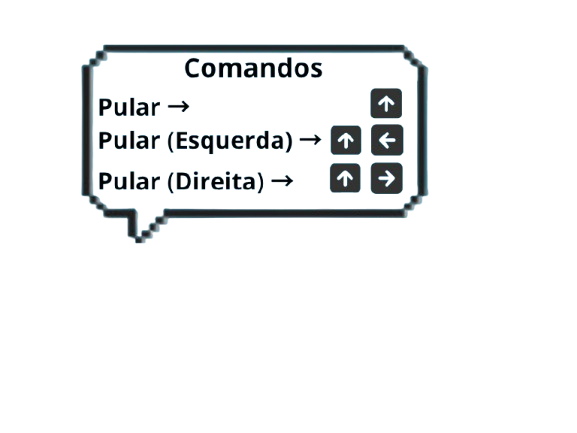 Comandos
Pular → ↑
Pular (Esquerda) → ↑ ←
Pular (Direita) → ↑ →